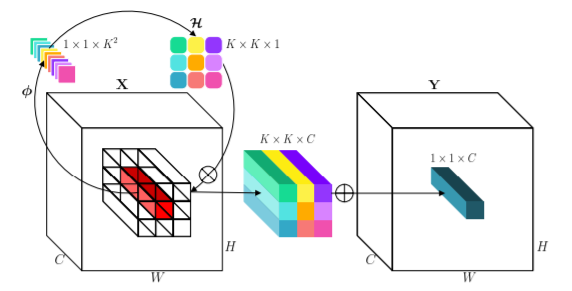 𝓗
1 × 1 × K²
K × K × 1
ϕ
X
Y
K × K × C
1 × 1 × C
⊗
⊕
H
H
C
C
W
W